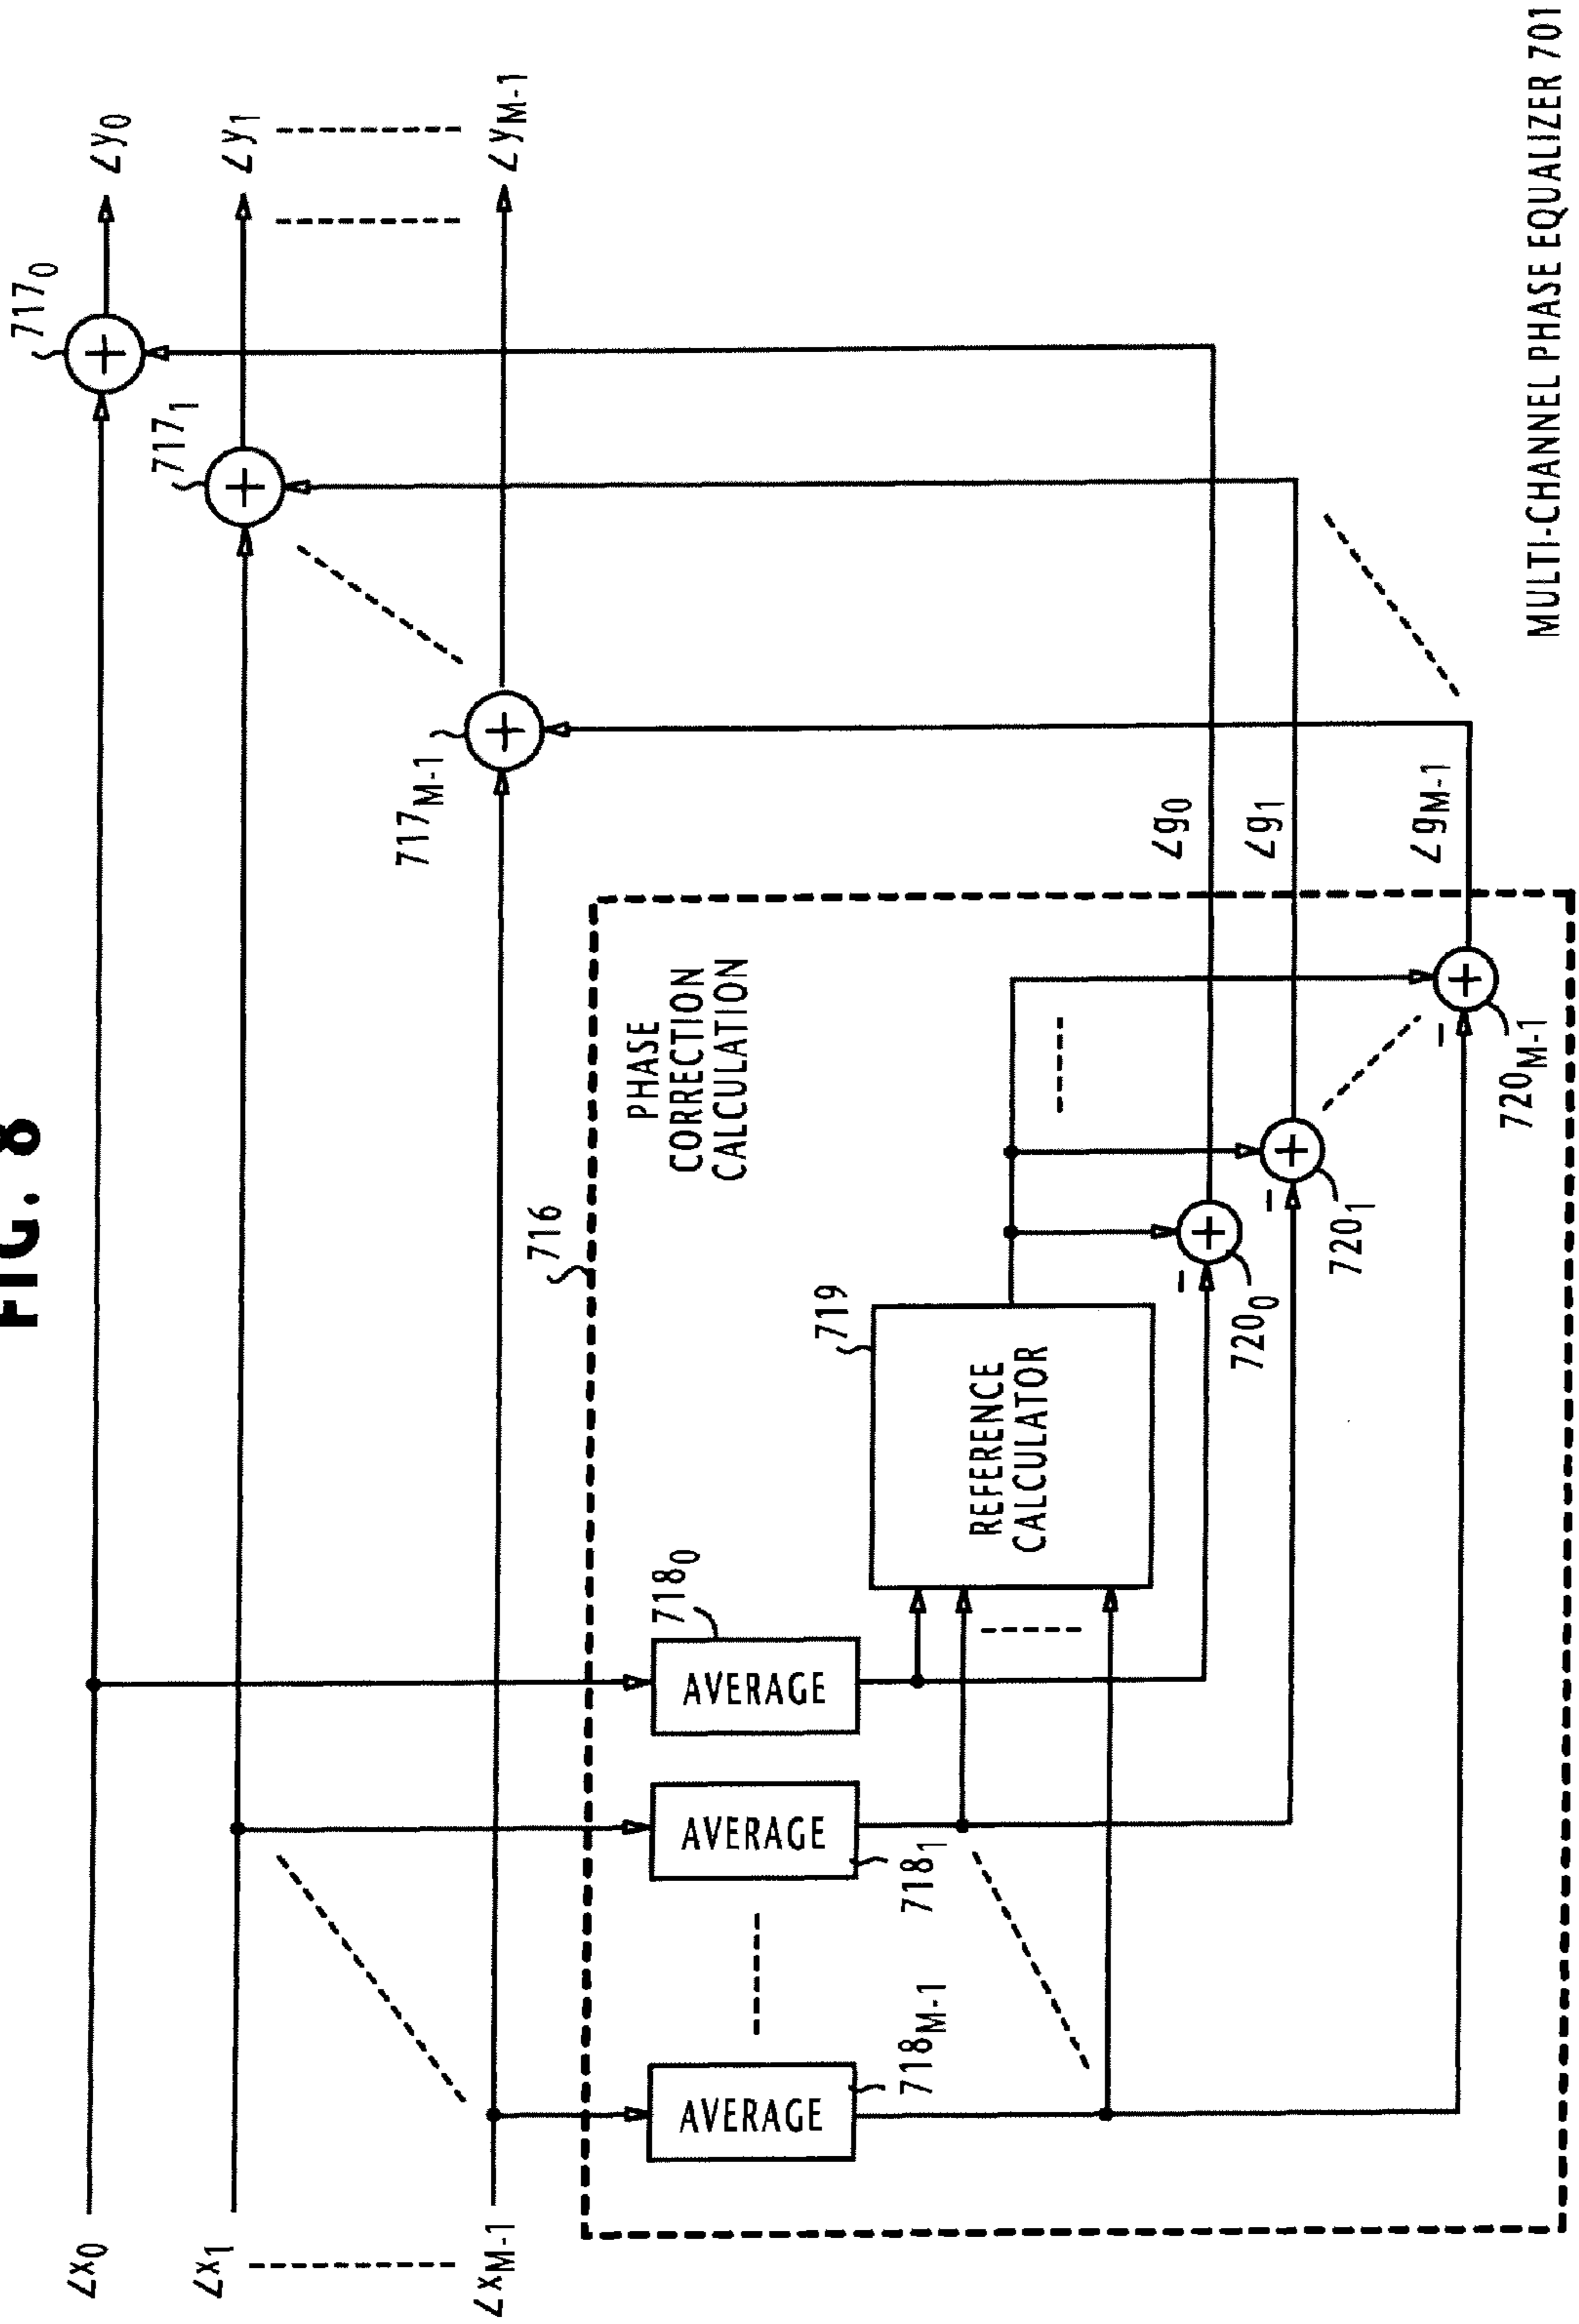 FIG. 8
∠x0
∠x1
∠xM-1
∠y0
∠y1
∠yM-1
7170
7171
717M-1
716
PHASE
CORRECTION
CALCULATION
7180
AVERAGE
AVERAGE
7181
AVERAGE
718M-1
719
REFERENCE
CALCULATOR
7200
7201
720M-1
∠g0
∠g1
∠gM-1
MULTI-CHANNEL PHASE EQUALIZER 701